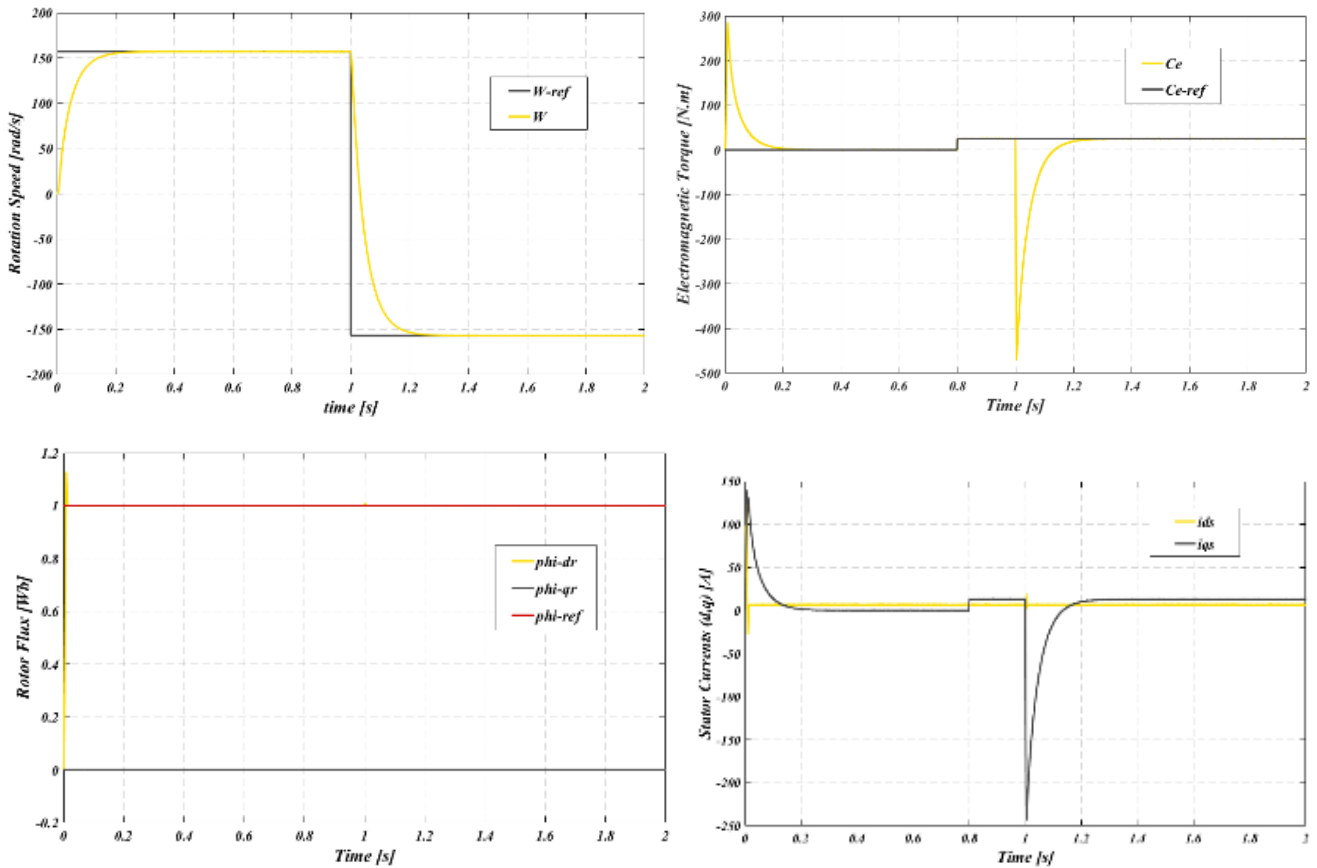 200
150
100
50
0
-50
-100
-150
-200
Rotation Speed [rad/s]
W-ref
W
0 0.2 0.4 0.6 0.8 1 1.2 1.4 1.6 1.8 2
time [s]
300
200
100
0
-100
-200
-300
-400
-500
Electromagnetic Torque [N.m]
Ce
Ce-ref
0 0.2 0.4 0.6 0.8 1 1.2 1.4 1.6 1.8 2
Time [s]
1.2
1
0.8
0.6
0.4
0.2
0
-0.2
Rotor Flux [Wb]
phi-dr
phi-qr
phi-ref
0 0.2 0.4 0.6 0.8 1 1.2 1.4 1.6 1.8 2
Time [s]
150
100
50
0
-50
-100
-150
-200
-250
Stator Currents (d,q) [A]
ids
iqs
0 0.2 0.4 0.6 0.8 1 1.2 1.4 1.6 1.8 2
Time [s]